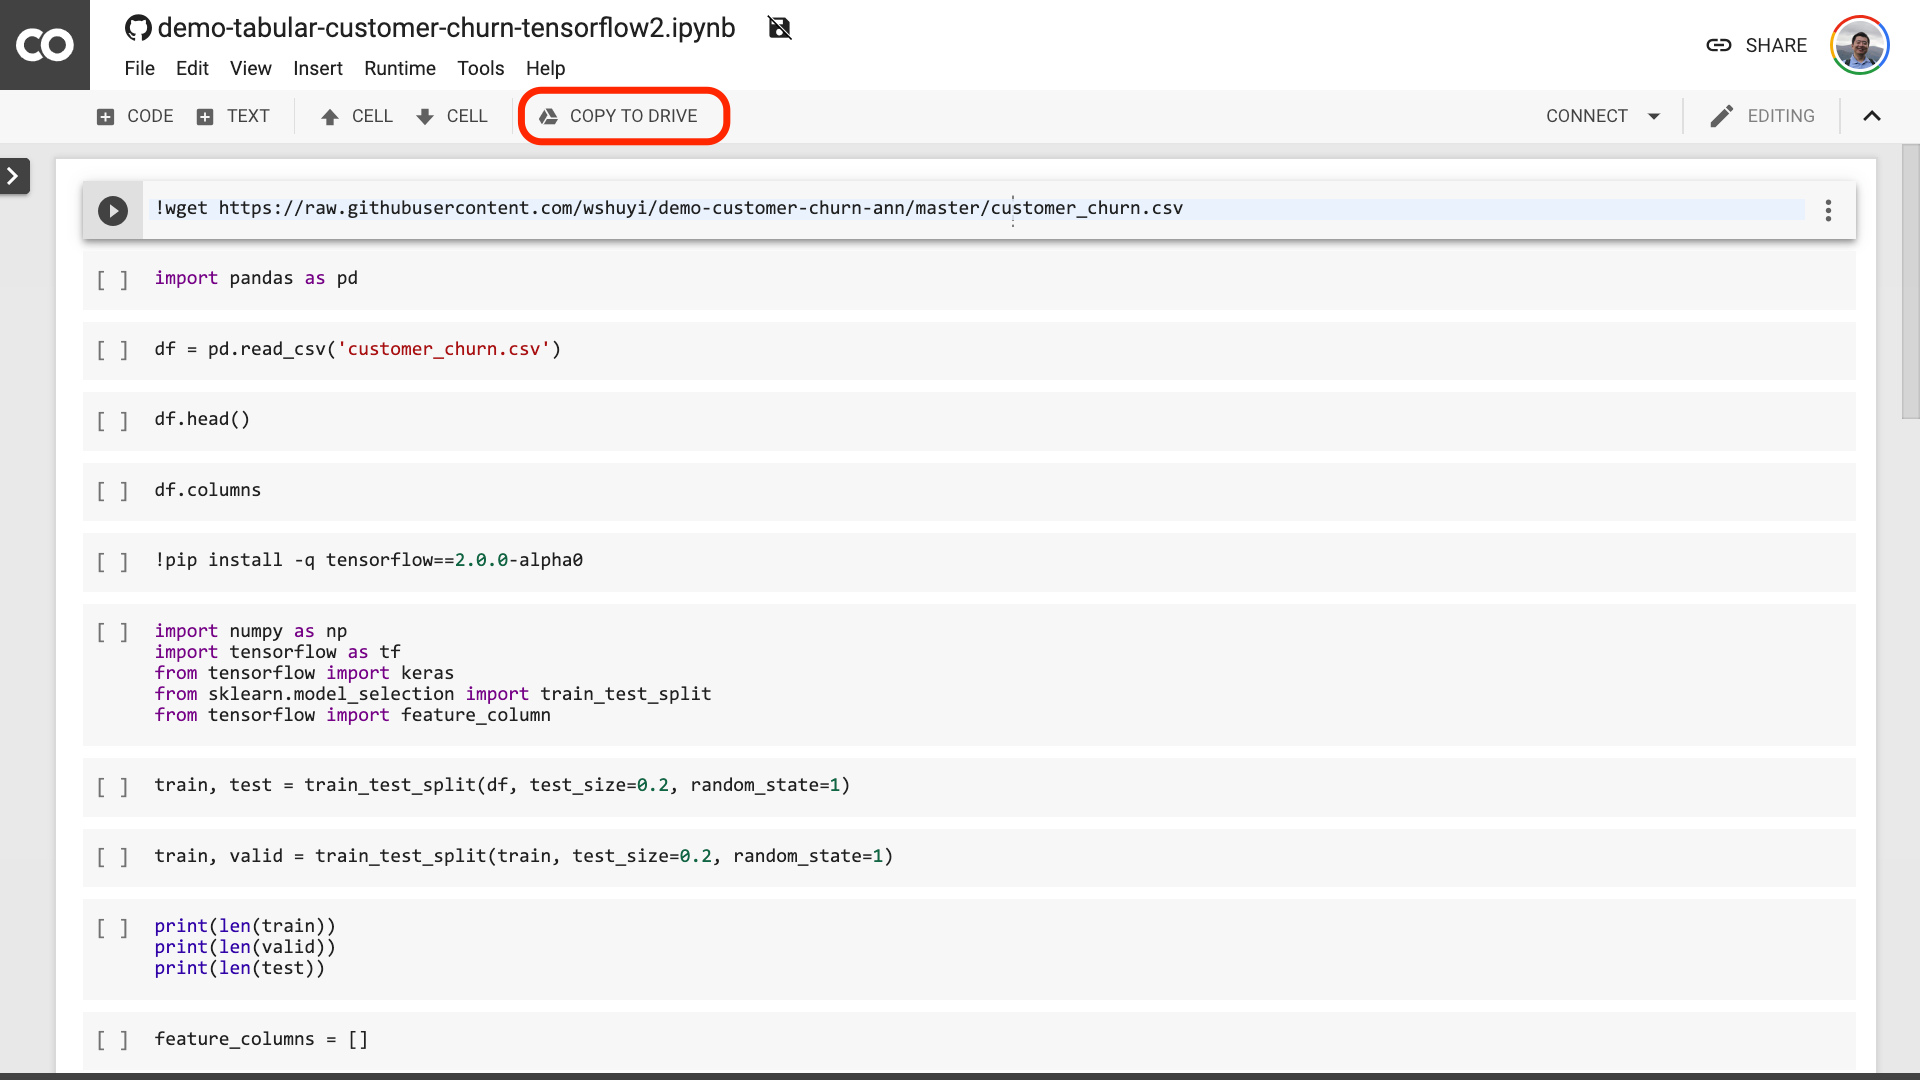 CO
demo-tabular-customer-churn-tensorflow2.ipynb
File Edit View Insert Runtime Tools Help
SHARE
CODE TEXT CELL CELL COPY TO DRIVE CONNECT EDITING
!wget https://raw.githubusercontent.com/wshuyi/demo-customer-churn-ann/master/customer_churn.csv
[ ] import pandas as pd
[ ] df = pd.read_csv('customer_churn.csv')
[ ] df.head()
[ ] df.columns
[ ] !pip install -q tensorflow==2.0.0-alpha0
[ ] import numpy as np
import tensorflow as tf
from tensorflow import keras
from sklearn.model_selection import train_test_split
from tensorflow import feature_column
[ ] train, test = train_test_split(df, test_size=0.2, random_state=1)
[ ] train, valid = train_test_split(train, test_size=0.2, random_state=1)
[ ] print(len(train))
print(len(valid))
print(len(test))
[ ] feature_columns = []